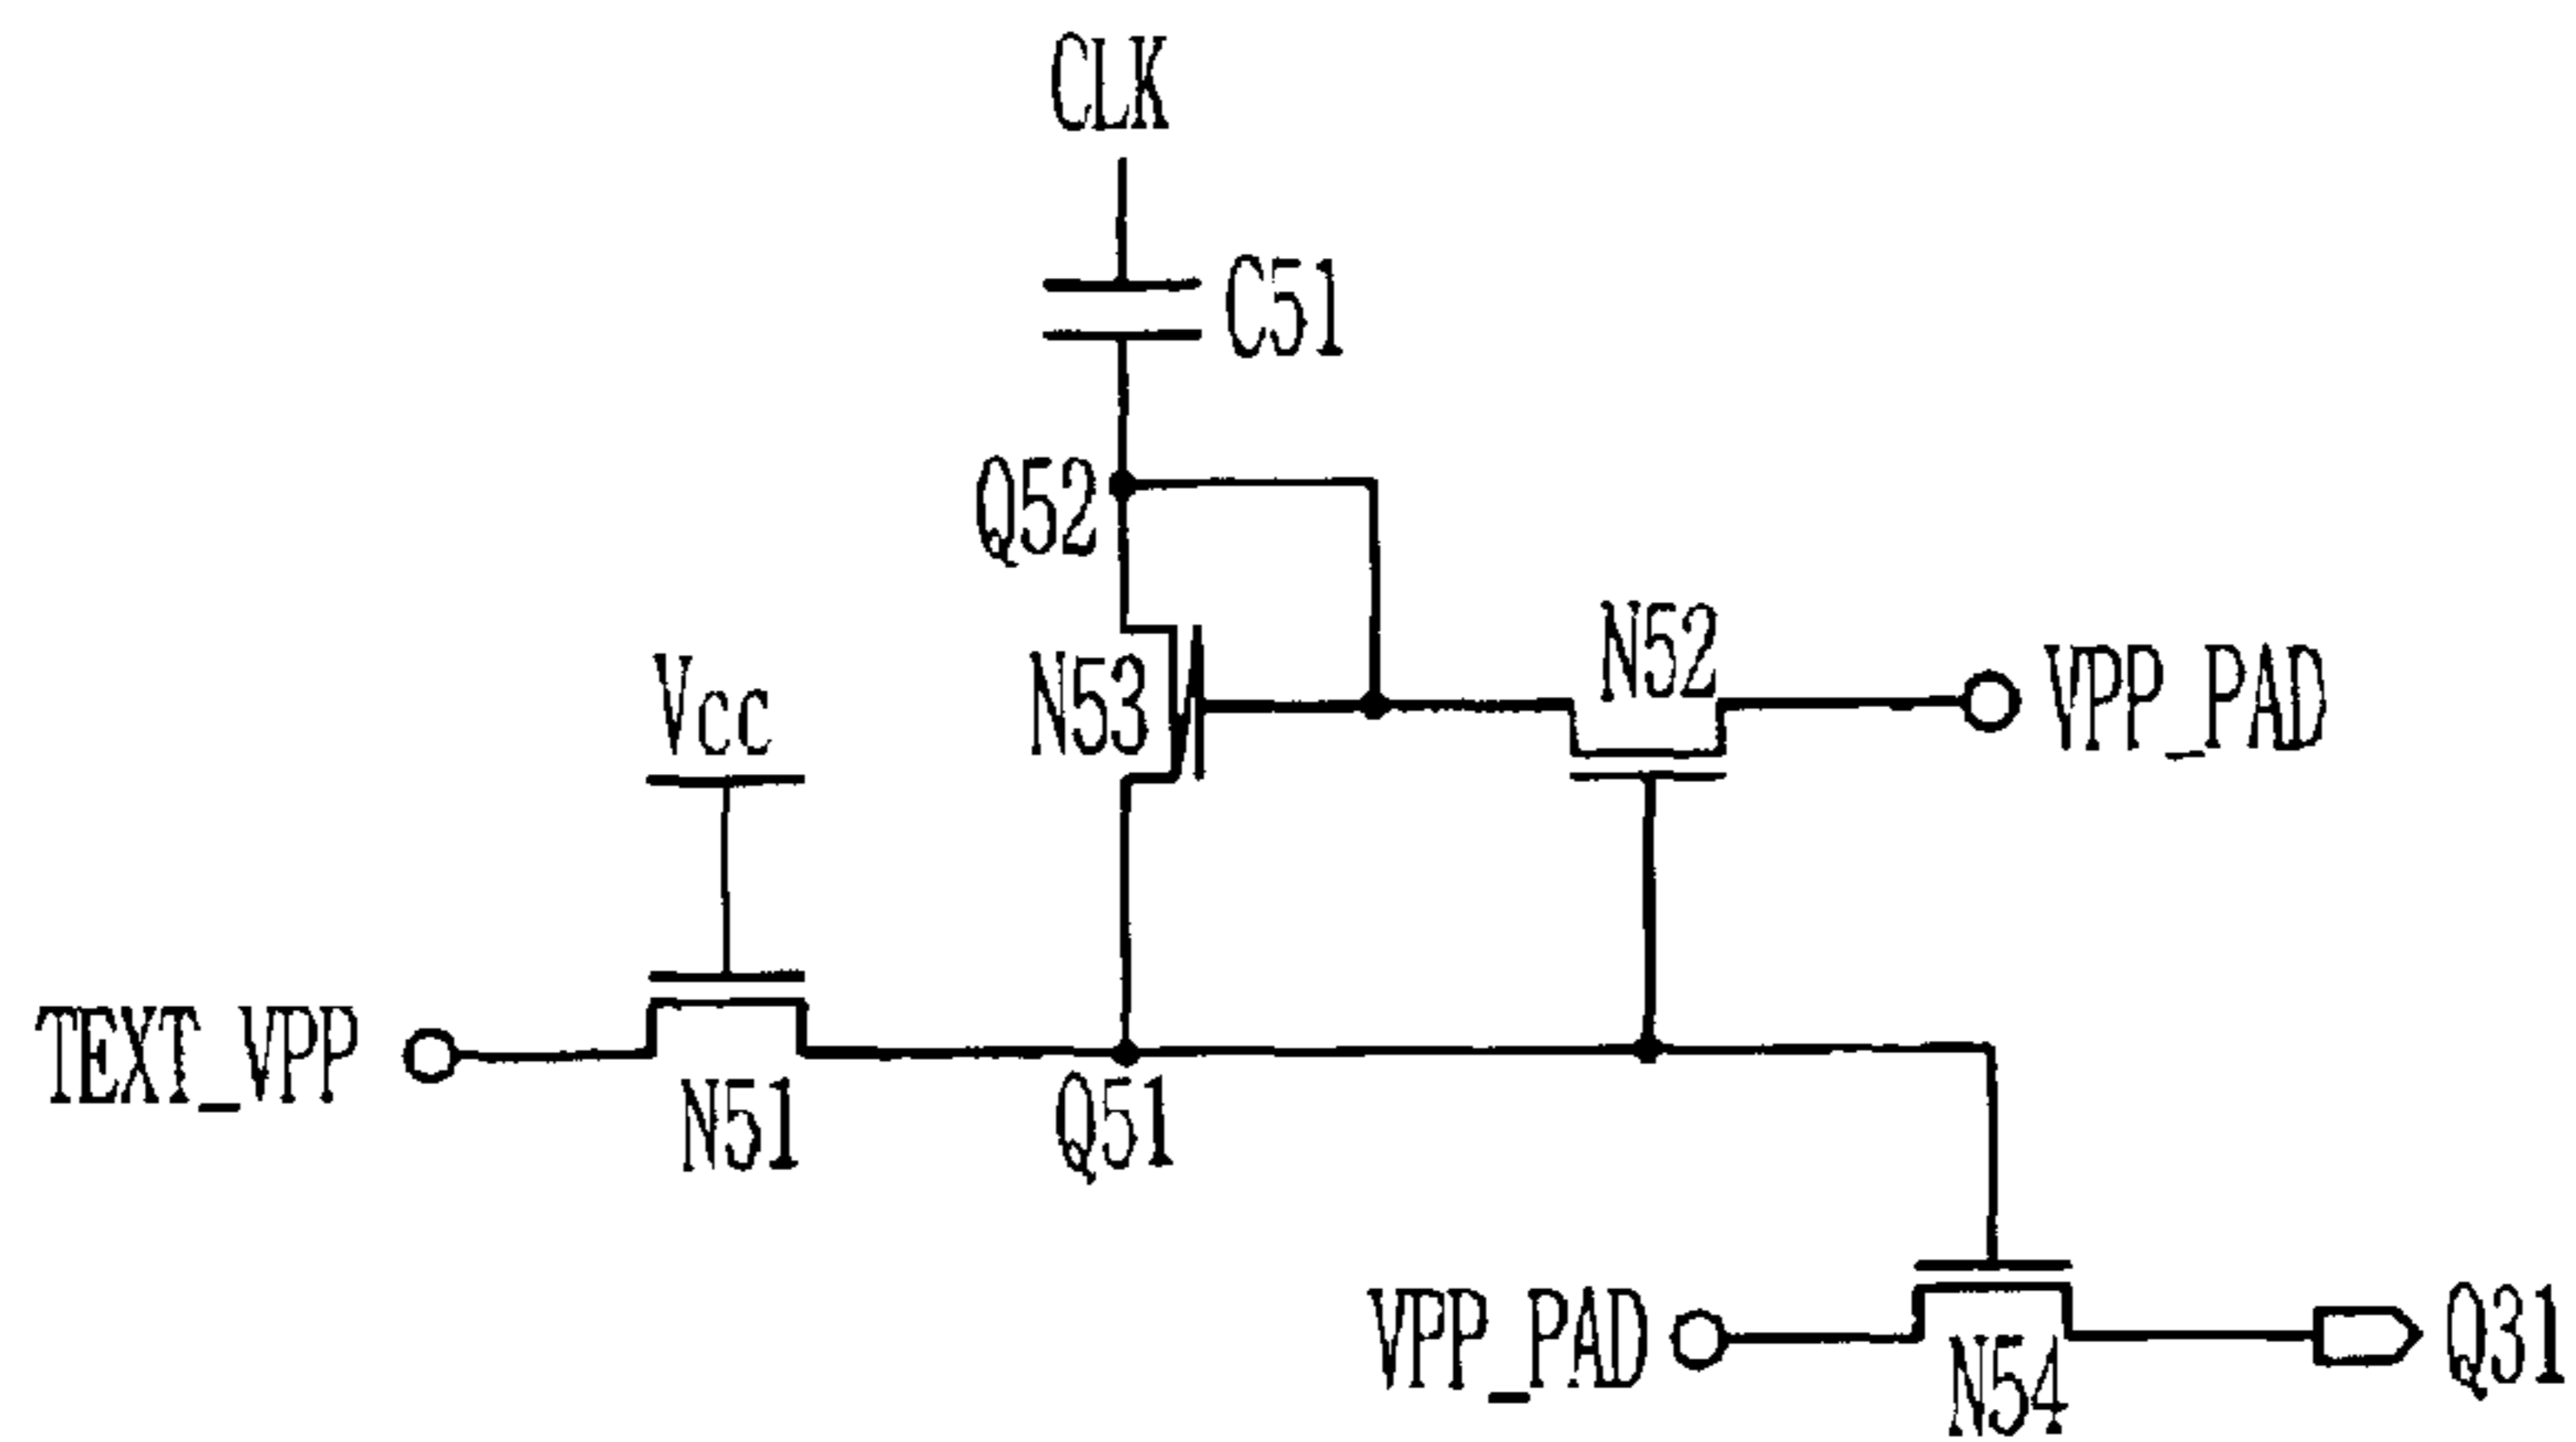 CLK
C51
Q52
N52
N53
VPP_PAD
Vcc
TEXT_VPP
N51
Q51
VPP_PAD
N54
Q31